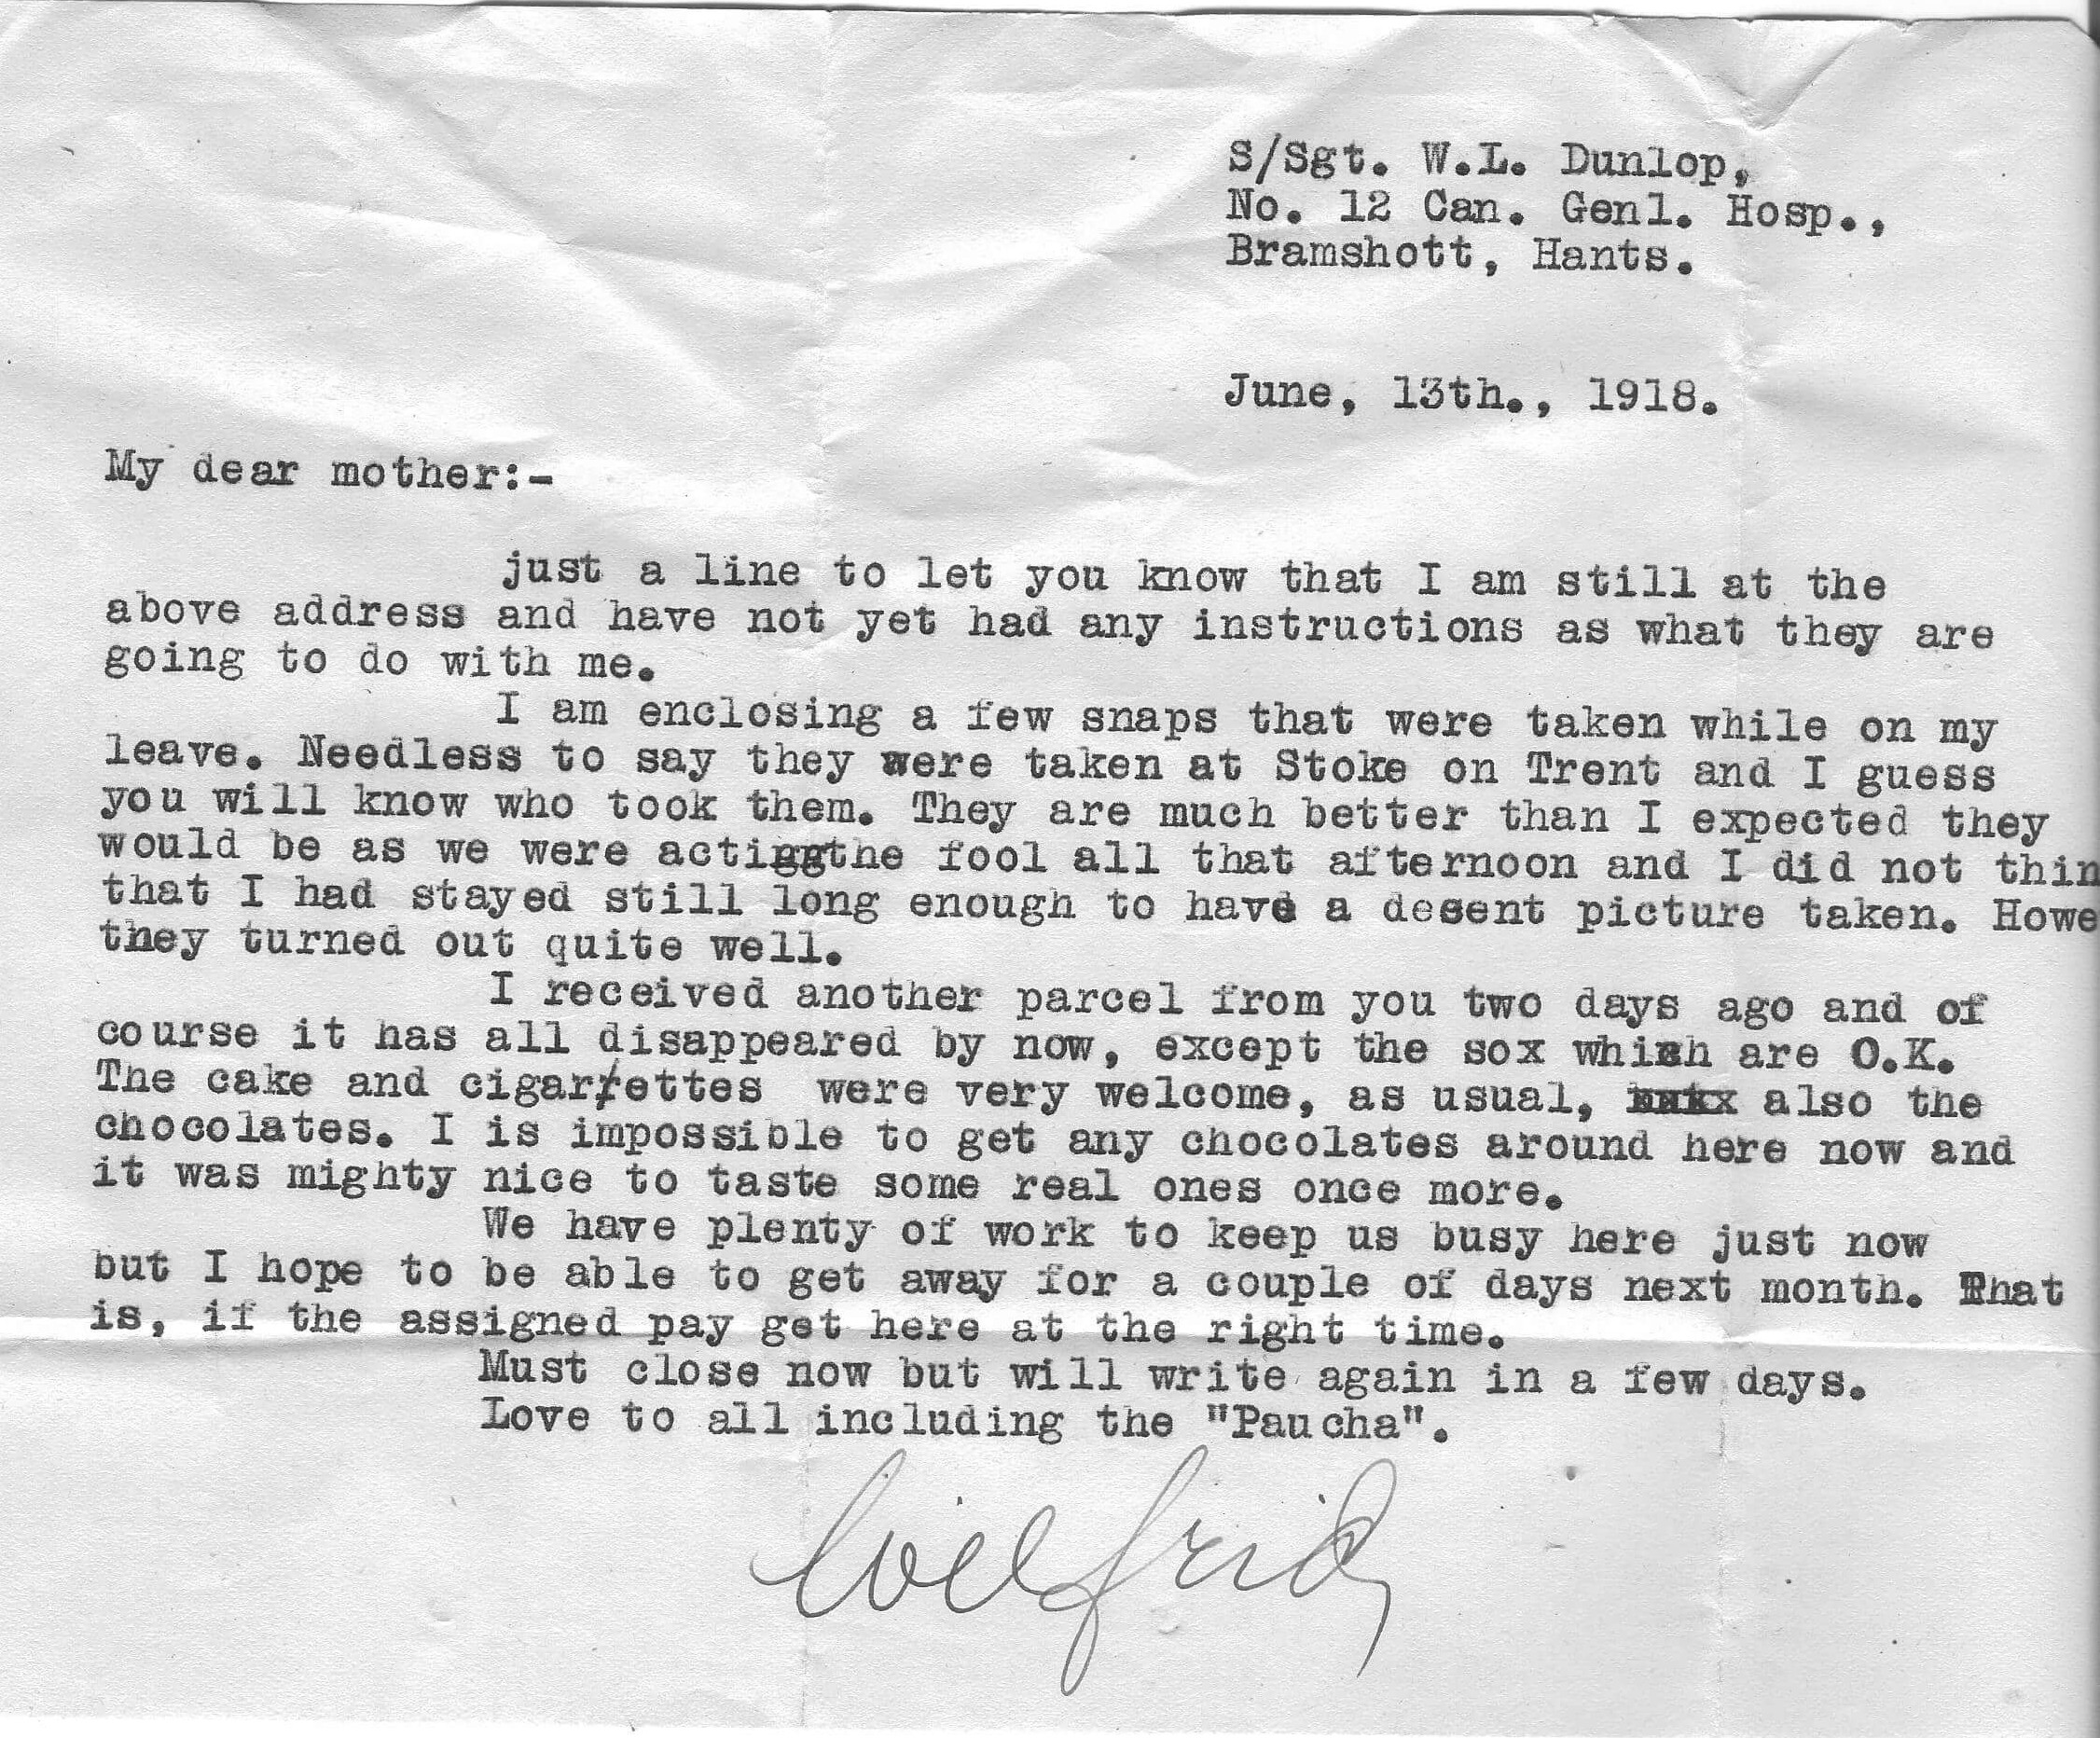 S/Sgt. W.L. Dunlop,
No. 12 Can. Genl. Hosp.,
Bramshott, Hants.
June, 13th., 1918.
My dear mother:-
just a line to let you know that I am still at the
above address and have not yet had any instructions as what they are
going to do with me.
I am enclosing a few snaps that were taken while on my
leave. Needless to say they were taken at Stoke on Trent and I guess
you will know who took them. They are much better than I expected they
would be as we were actinggthe fool all that afternoon and I did not thin
that I had stayed still long enough to have a desent picture taken. Howe
they turned out quite well.
I received another parcel from you two days ago and of
course it has all disappeared by now, except the sox which are O.K.
The cake and cigarettes were very welcome, as usual, also the
chocolates. I is impossible to get any chocolates around here now and
it was mighty nice to taste some real ones once more.
We have plenty of work to keep us busy here just now
but I hope to be able to get away for a couple of days next month. That
is, if the assigned pay get here at the right time.
Must close now but will write again in a few days.
Love to all including the "Paucha".
Wilfrid